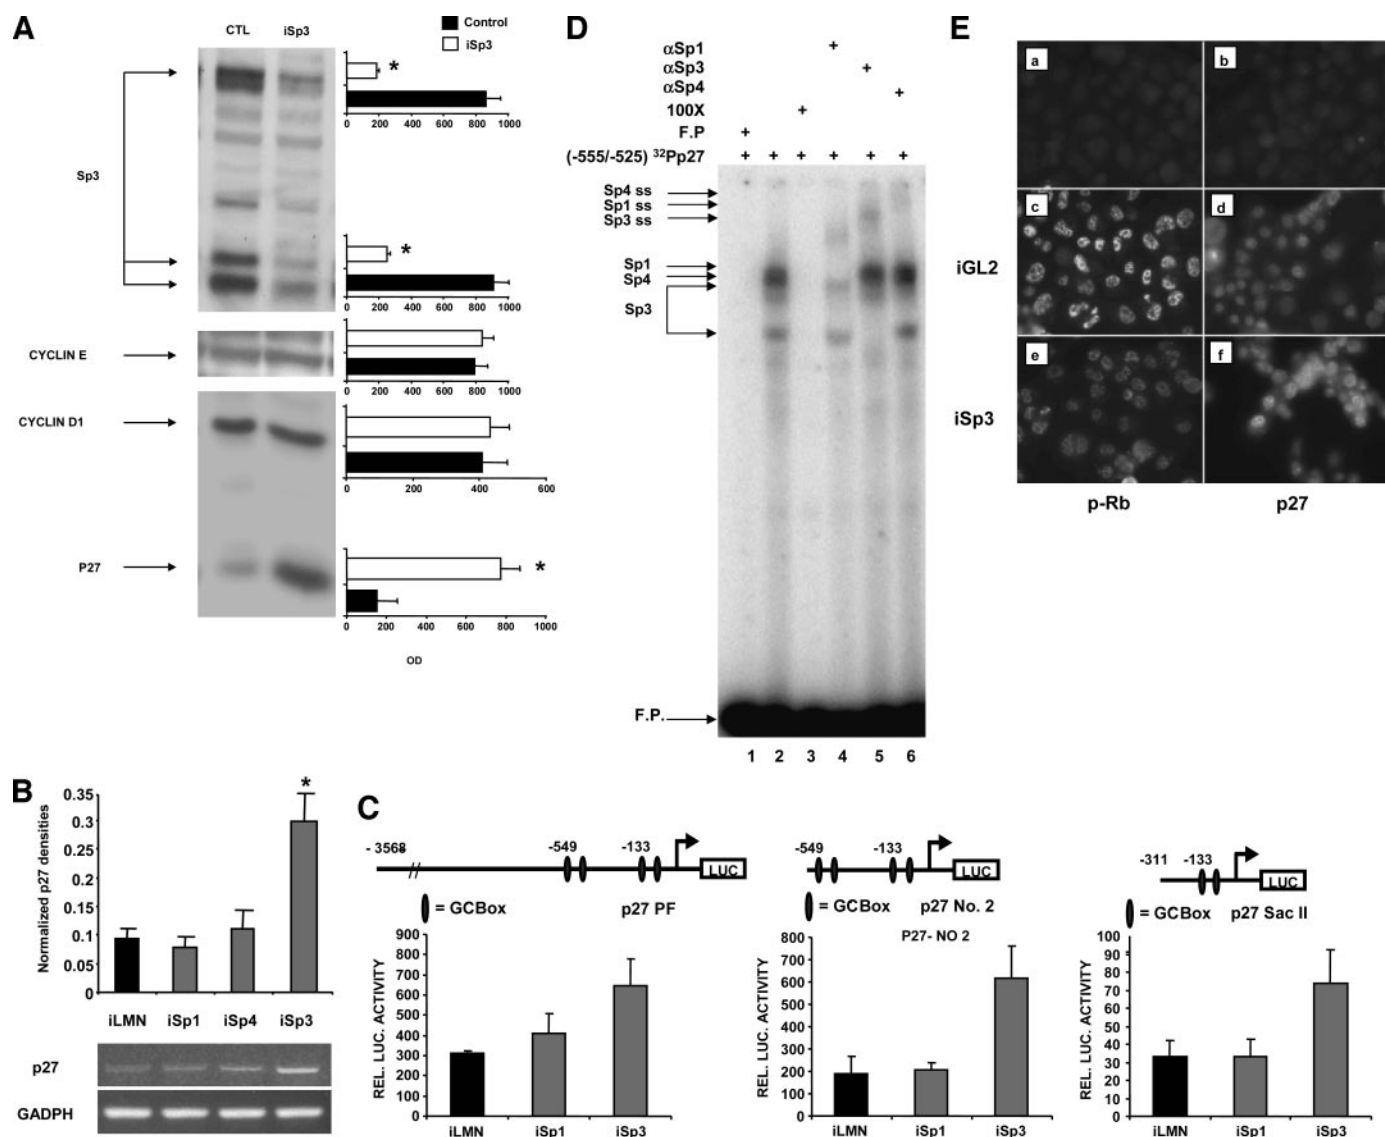 A
CTL
iSp3
Control
iSp3
*
0 200 400 600 800 1000
Sp3
*
0 200 400 600 800 1000
CYCLIN E
0 200 400 600 800 1000
CYCLIN D1
0 200 400 600
P27
*
0 200 400 600 800 1000
OD
B
Normalized p27 densities
0.35
0.3
0.25
0.2
0.15
0.1
0.05
0
*
iLMN iSp1 iSp4 iSp3
p27
GADPH
C
- 3568
//
-549
-133
LUC
= GCBox
p27 PF
REL. LUC. ACTIVITY
900
800
700
600
500
400
300
200
100
0
iLMN iSp1 iSp3
-549
-133
LUC
= GCBox
p27 No. 2
P27- NO 2
REL. LUC. ACTIVITY
800
700
600
500
400
300
200
100
0
iLMN iSp1 iSp3
-311
-133
LUC
= GCBox
p27 Sac II
REL. LUC. ACTIVITY
100
90
80
70
60
50
40
30
20
10
0
iLMN iSp1 iSp3
D
αSp1 +
αSp3 +
αSp4 +
100X +
F.P +
(-555/-525) ³²Pp27 + + + + + +
Sp4 ss
Sp1 ss
Sp3 ss
Sp1
Sp4
Sp3
F.P.
1 2 3 4 5 6
E
a
b
c
d
iGL2
e
f
iSp3
p-Rb
p27